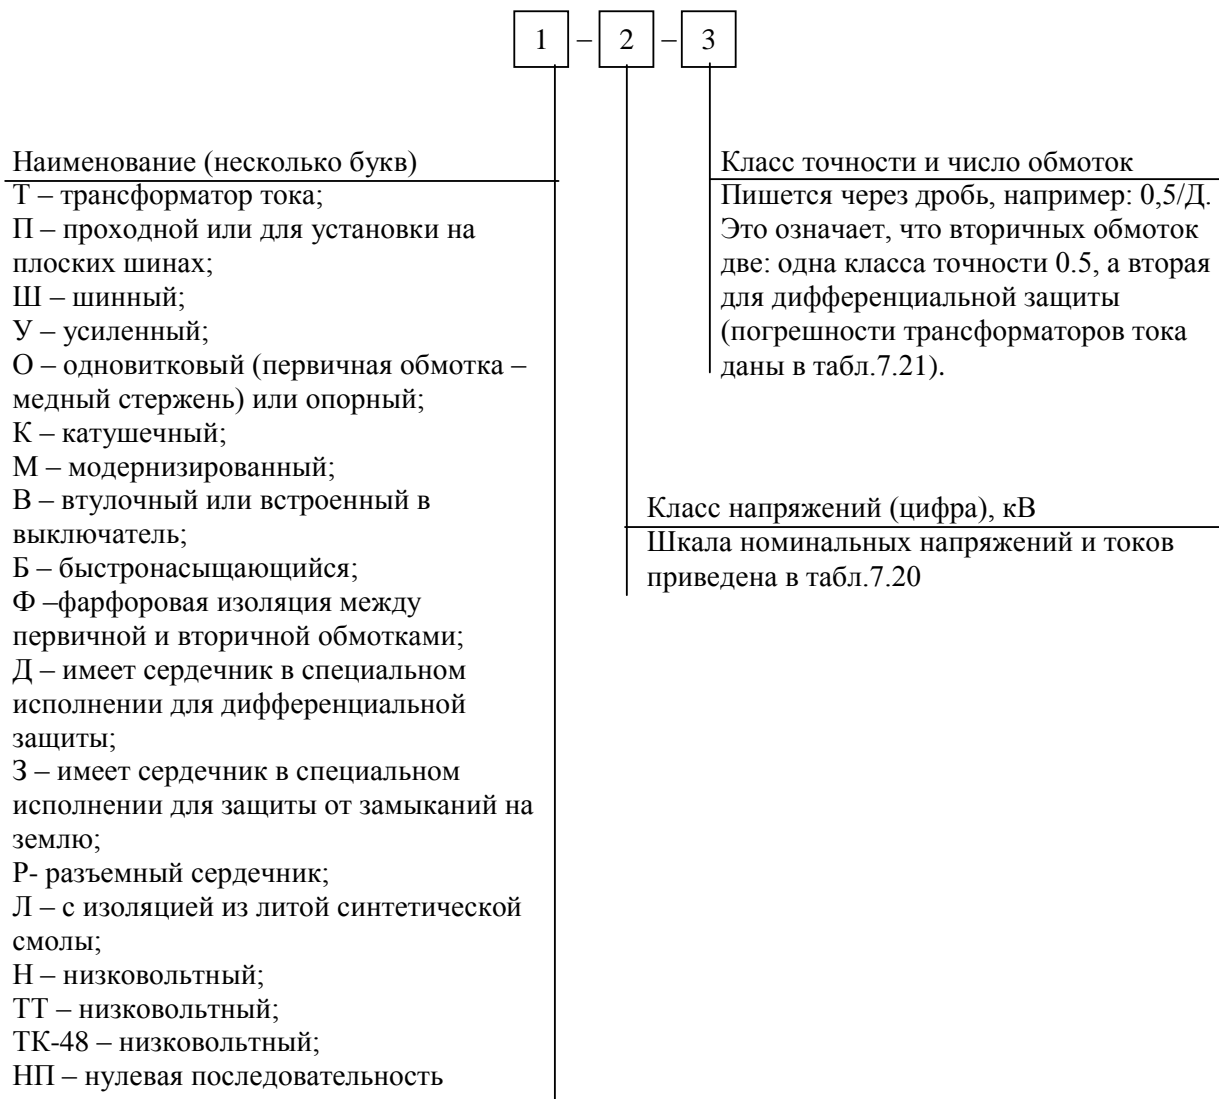 1 – 2 – 3
Наименование (несколько букв)
Т – трансформатор тока;
П – проходной или для установки на
плоских шинах;
Ш – шинный;
У – усиленный;
О – одновитковый (первичная обмотка –
медный стержень) или опорный;
К – катушечный;
М – модернизированный;
В – втулочный или встроенный в
выключатель;
Б – быстронасыщающийся;
Ф –фарфоровая изоляция между
первичной и вторичной обмотками;
Д – имеет сердечник в специальном
исполнении для дифференциальной
защиты;
З – имеет сердечник в специальном
исполнении для защиты от замыканий на
землю;
Р- разъемный сердечник;
Л – с изоляцией из литой синтетической
смолы;
Н – низковольтный;
ТТ – низковольтный;
ТК-48 – низковольтный;
НП – нулевая последовательность
Класс точности и число обмоток
Пишется через дробь, например: 0,5/Д.
Это означает, что вторичных обмоток
две: одна класса точности 0.5, а вторая
для дифференциальной защиты
(погрешности трансформаторов тока
даны в табл.7.21).
Класс напряжений (цифра), кВ
Шкала номинальных напряжений и токов
приведена в табл.7.20